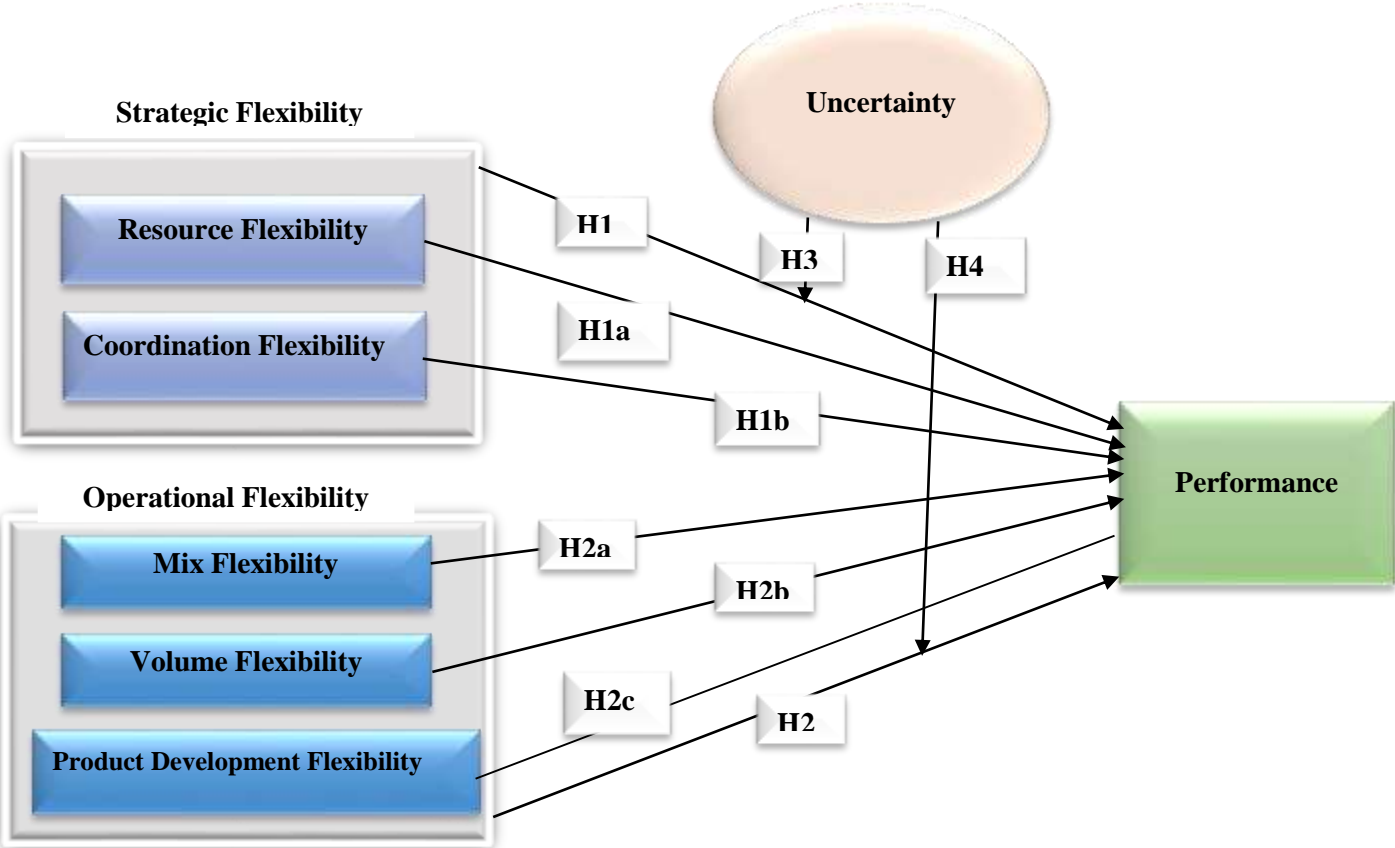 Uncertainty
Strategic Flexibility
Resource Flexibility
Coordination Flexibility
H1
H3
H4
H1a
H1b
Performance
Operational Flexibility
Mix Flexibility
Volume Flexibility
Product Development Flexibility
H2a
H2b
H2c
H2